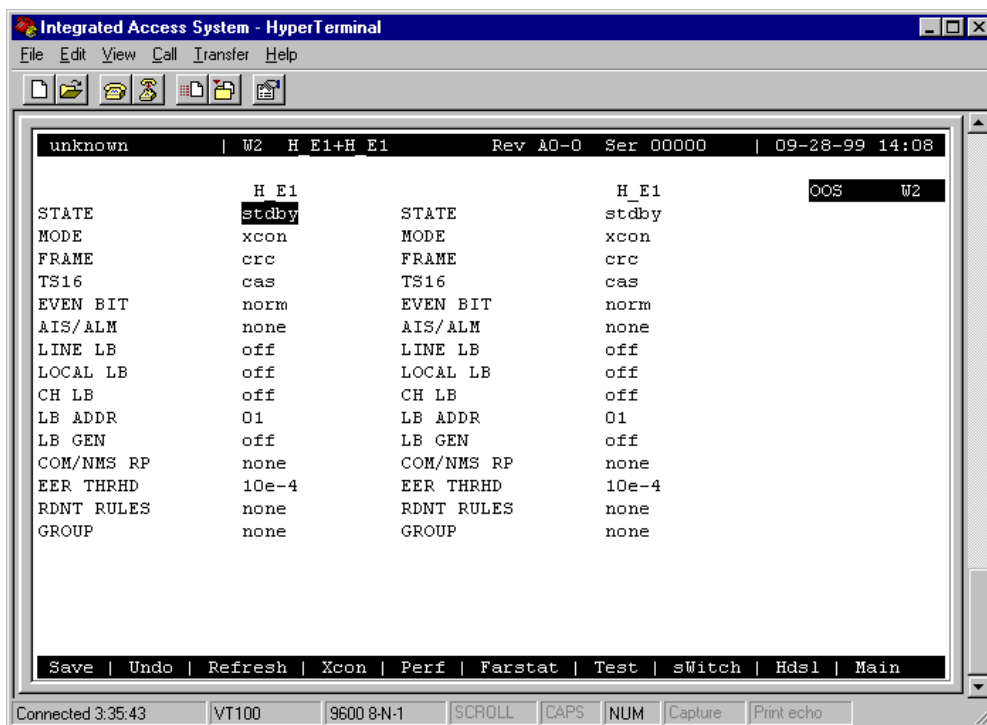 Integrated Access System - HyperTerminal
File Edit View Call Transfer Help
unknown | W2 H_E1+H_E1 Rev A0-0 Ser 00000 | 09-28-99 14:08
H_E1 H_E1 OOS W2
STATE stdby STATE stdby
MODE xcon MODE xcon
FRAME crc FRAME crc
TS16 cas TS16 cas
EVEN BIT norm EVEN BIT norm
AIS/ALM none AIS/ALM none
LINE LB off LINE LB off
LOCAL LB off LOCAL LB off
CH LB off CH LB off
LB ADDR 01 LB ADDR 01
LB GEN off LB GEN off
COM/NMS RP none COM/NMS RP none
EER THRHD 10e-4 EER THRHD 10e-4
RDNT RULES none RDNT RULES none
GROUP none GROUP none
Save | Undo | Refresh | Xcon | Perf | Farstat | Test | sWitch | Hdsl | Main
Connected 3:35:43 VT100 9600 8-N-1 SCROLL CAPS NUM Capture Print echo